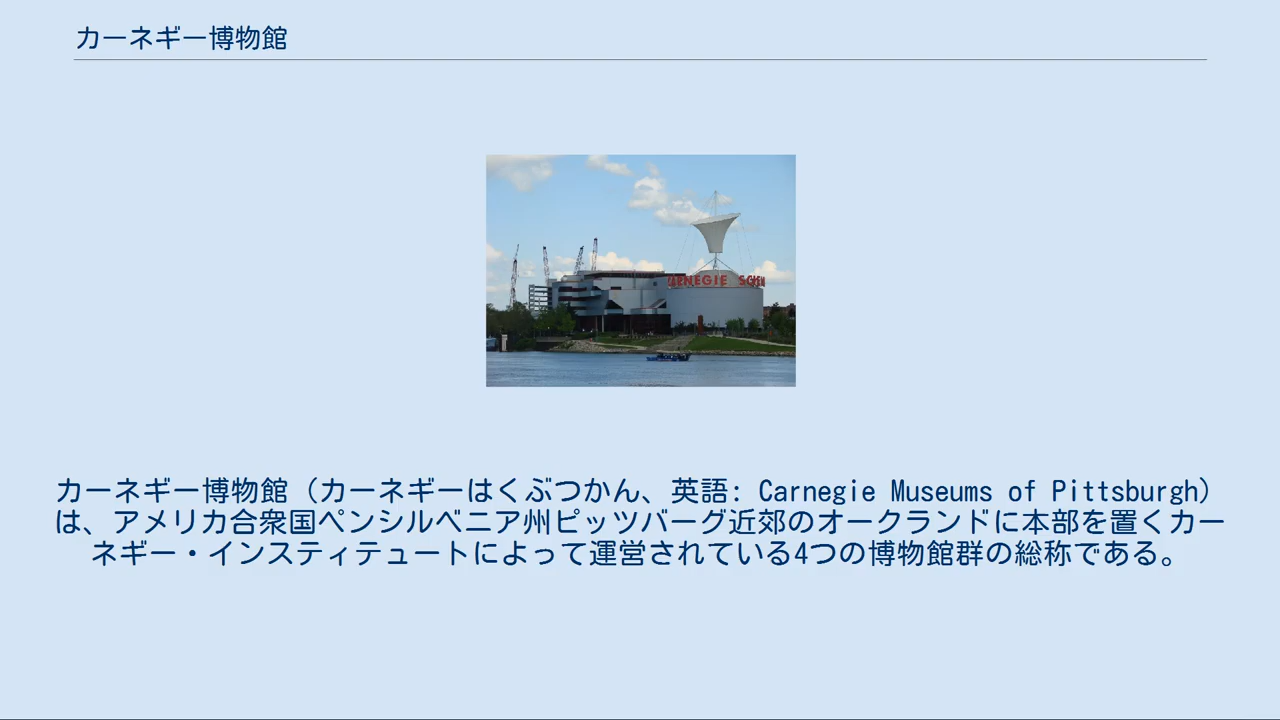 カーネギー博物館
CARNEGIE
カーネギー博物館（カーネギーはくぶつかん、英語: Carnegie Museums of Pittsburgh）
は、アメリカ合衆国ペンシルベニア州ピッツバーグ近郊のオークランドに本部を置くカー
ネギー・インスティテュートによって運営されている4つの博物館群の総称である。